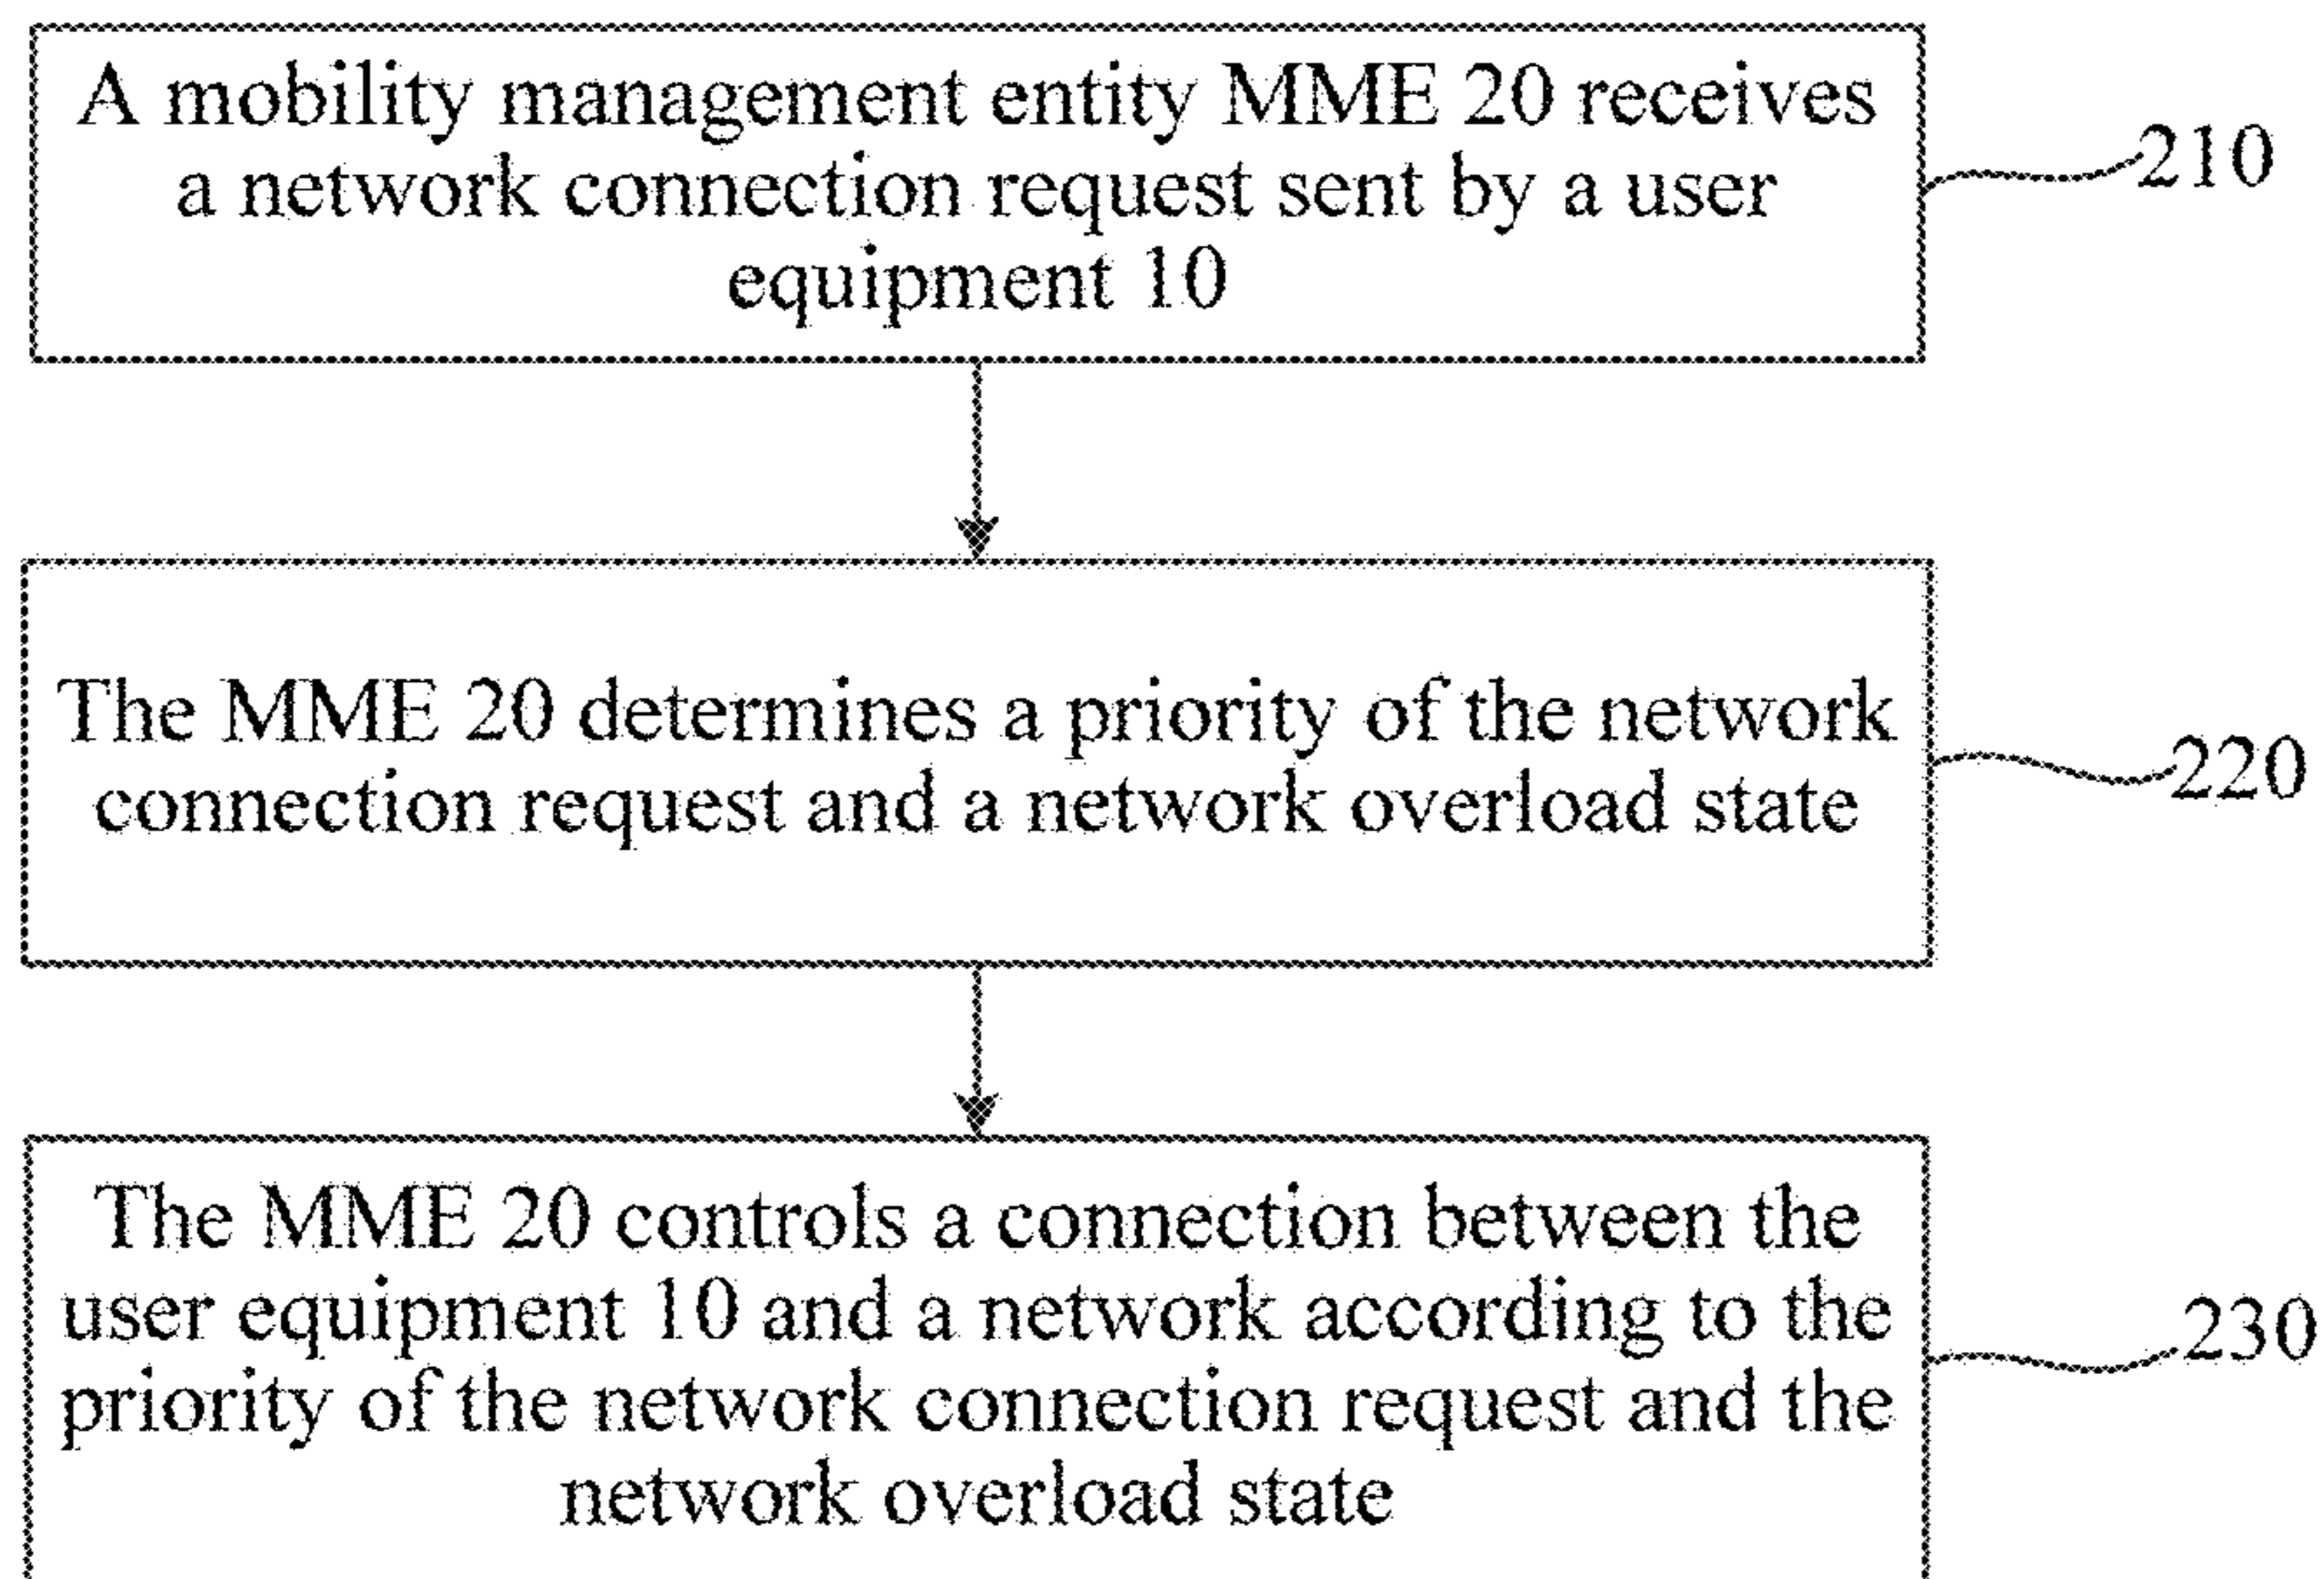 A mobility management entity MME 20 receives
a network connection request sent by a user
equipment 10
210
The MME 20 determines a priority of the network
connection request and a network overload state
220
The MME 20 controls a connection between the
user equipment 10 and a network according to the
priority of the network connection request and the
network overload state
230